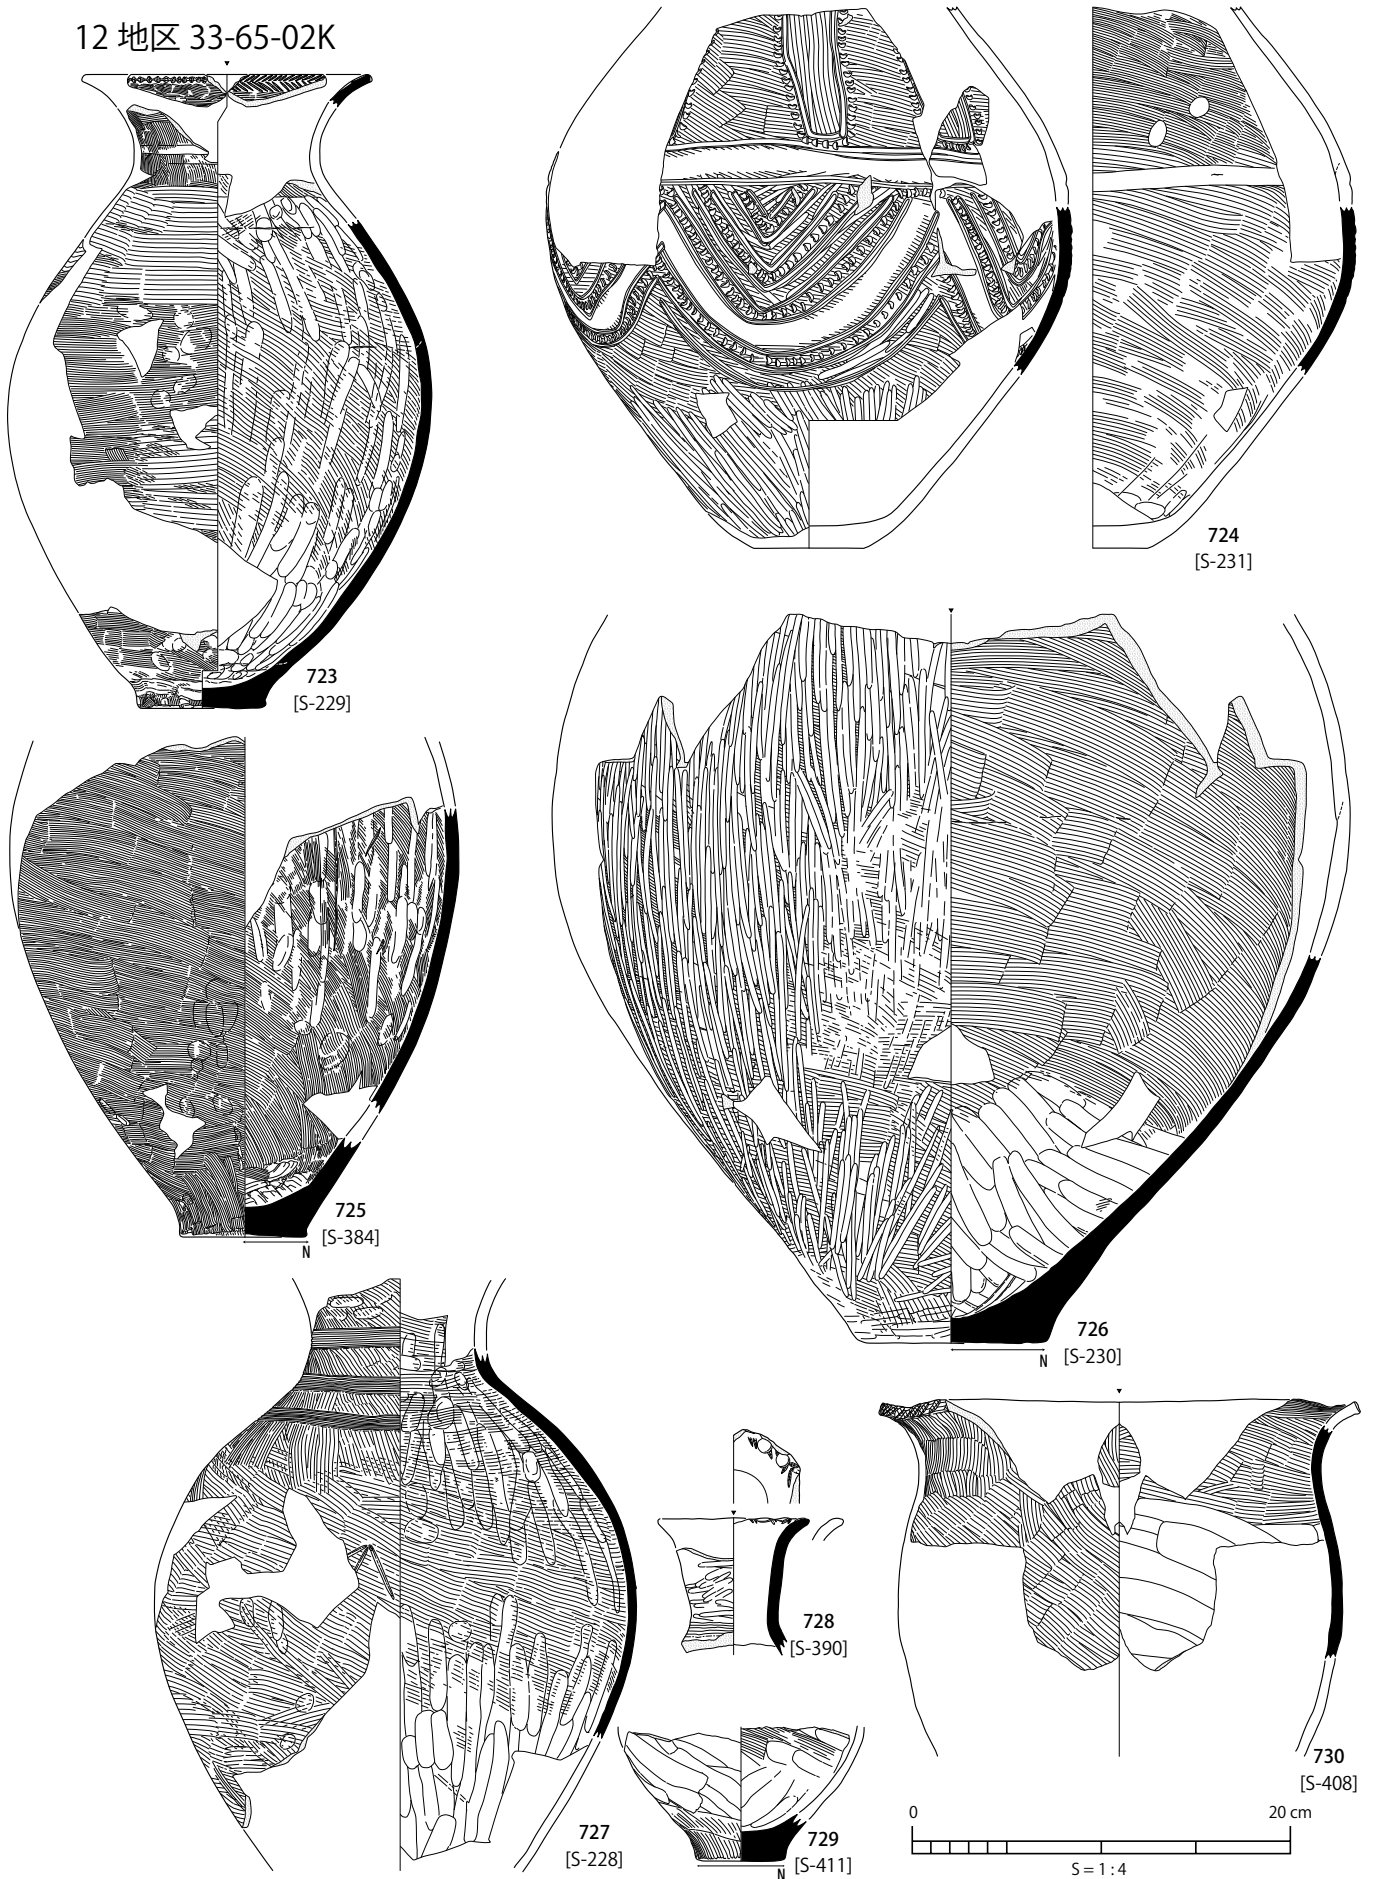 12 地区 33-65-02K
723
[S-229]
724
[S-231]
725
[S-384]
N
726
[S-230]
N
727
[S-228]
728
[S-390]
729
[S-411]
N
730
[S-408]
0 20 cm
S = 1 : 4